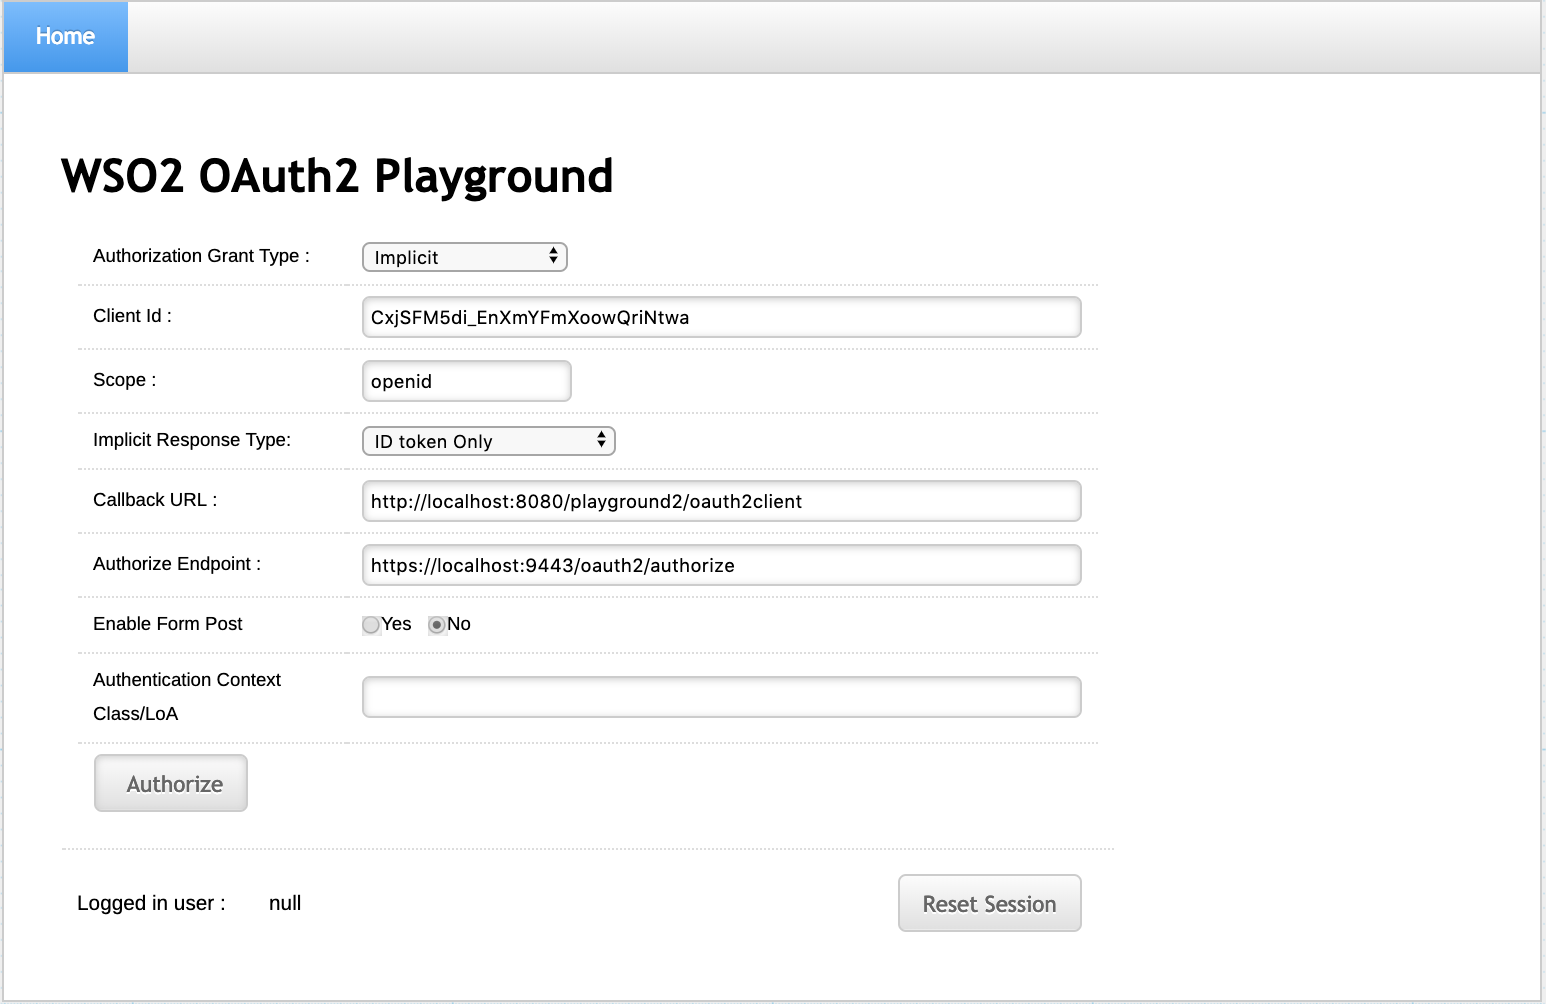 Home
WSO2 OAuth2 Playground
Authorization Grant Type : Implicit
Client Id : CxjSFM5di_EnXmYFmXoowQriNtwa
Scope : openid
Implicit Response Type: ID token Only
Callback URL : http://localhost:8080/playground2/oauth2client
Authorize Endpoint : https://localhost:9443/oauth2/authorize
Enable Form Post Yes No
Authentication Context
Class/LoA
Authorize
Logged in user : null Reset Session